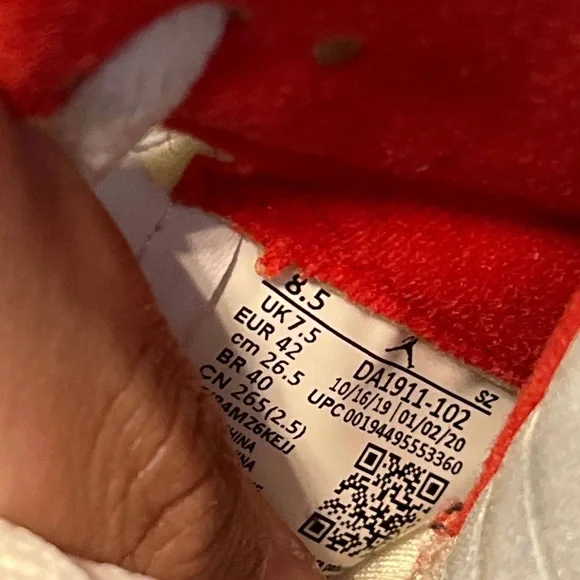 8.5
UK 7.5
EUR 42
cm 26.5
BR 40
CN 265(2.5)
DA1911-102
SZ
10/16/19 | 01/02/20
UPC 00194495553360